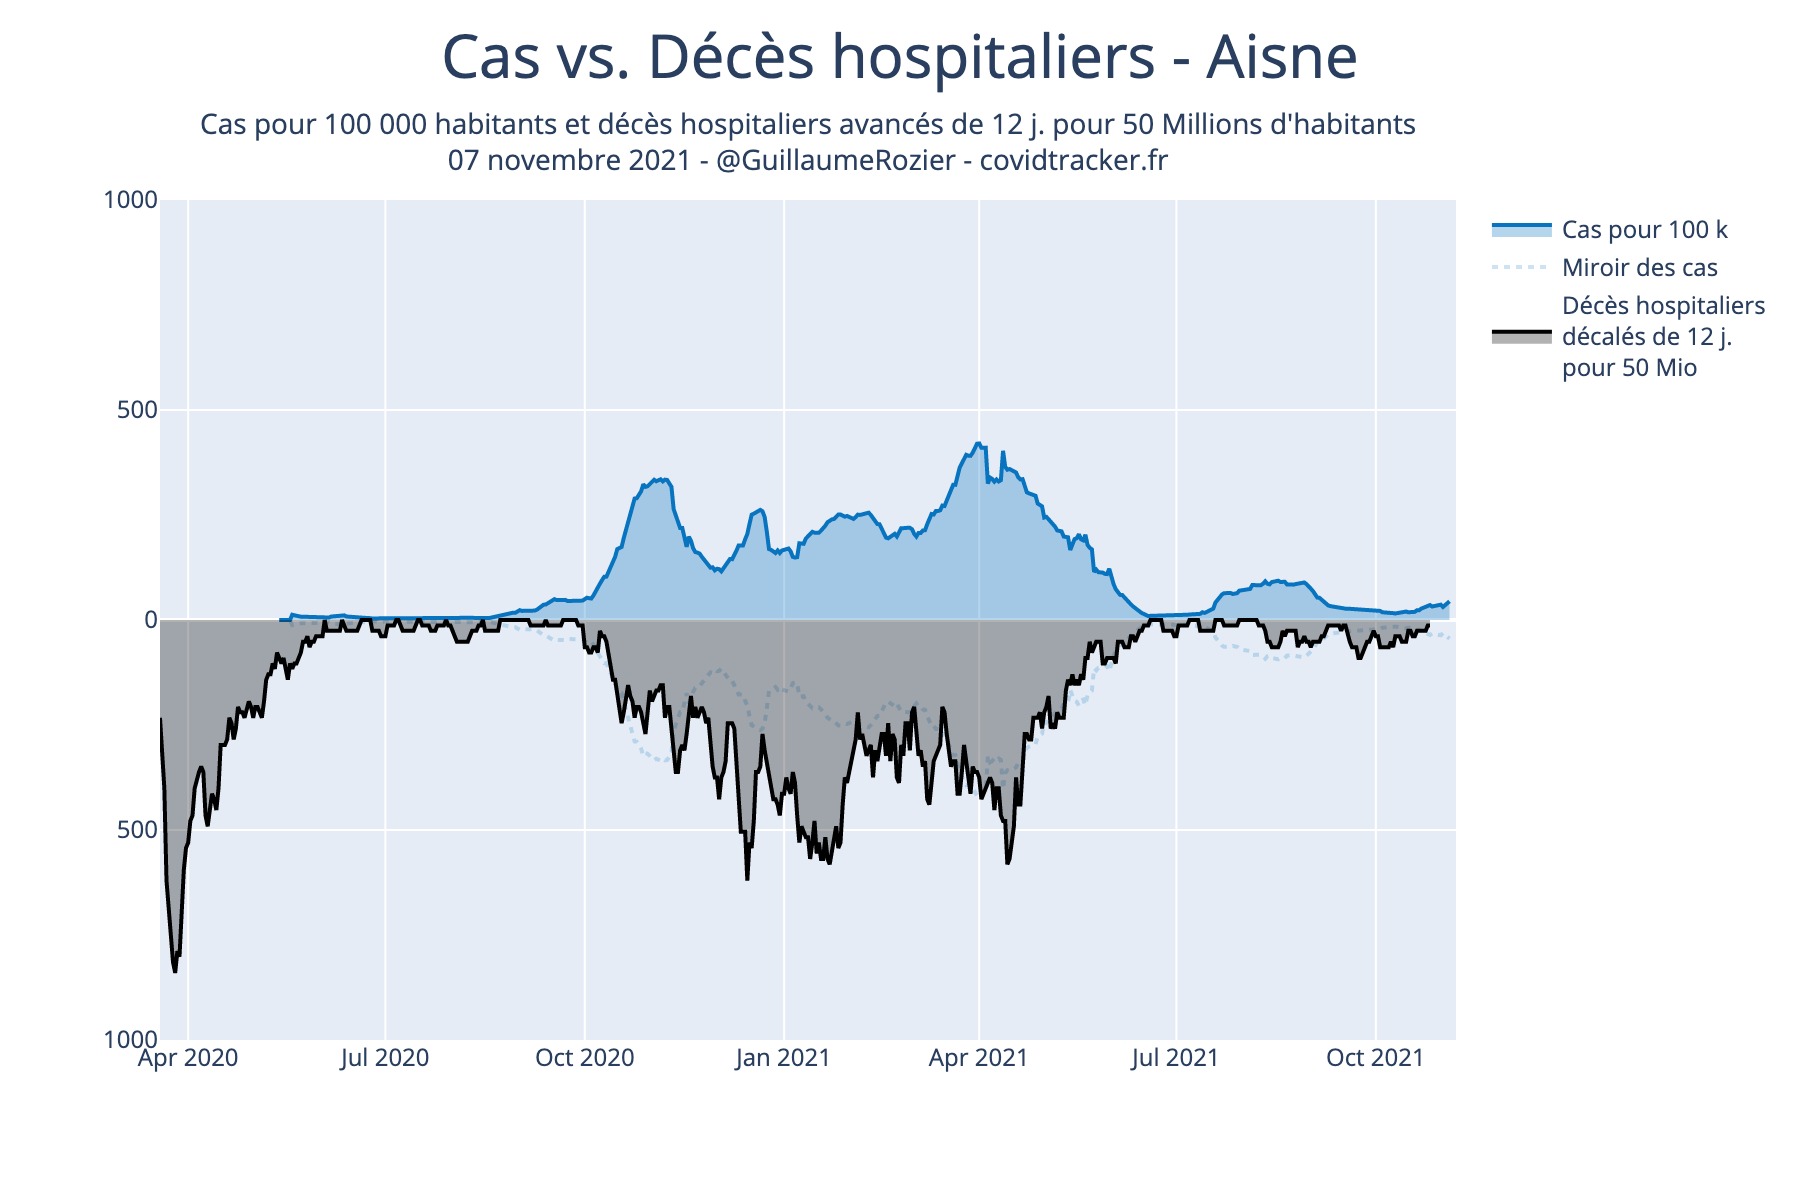 Cas vs. Décès hospitaliers - Aisne
Cas pour 100 000 habitants et décès hospitaliers avancés de 12 j. pour 50 Millions d'habitants
07 novembre 2021 - @GuillaumeRozier - covidtracker.fr
1000
500
0
500
1000
Apr 2020
Jul 2020
Oct 2020
Jan 2021
Apr 2021
Jul 2021
Oct 2021
Cas pour 100 k
Miroir des cas
Décès hospitaliers
décalés de 12 j.
pour 50 Mio